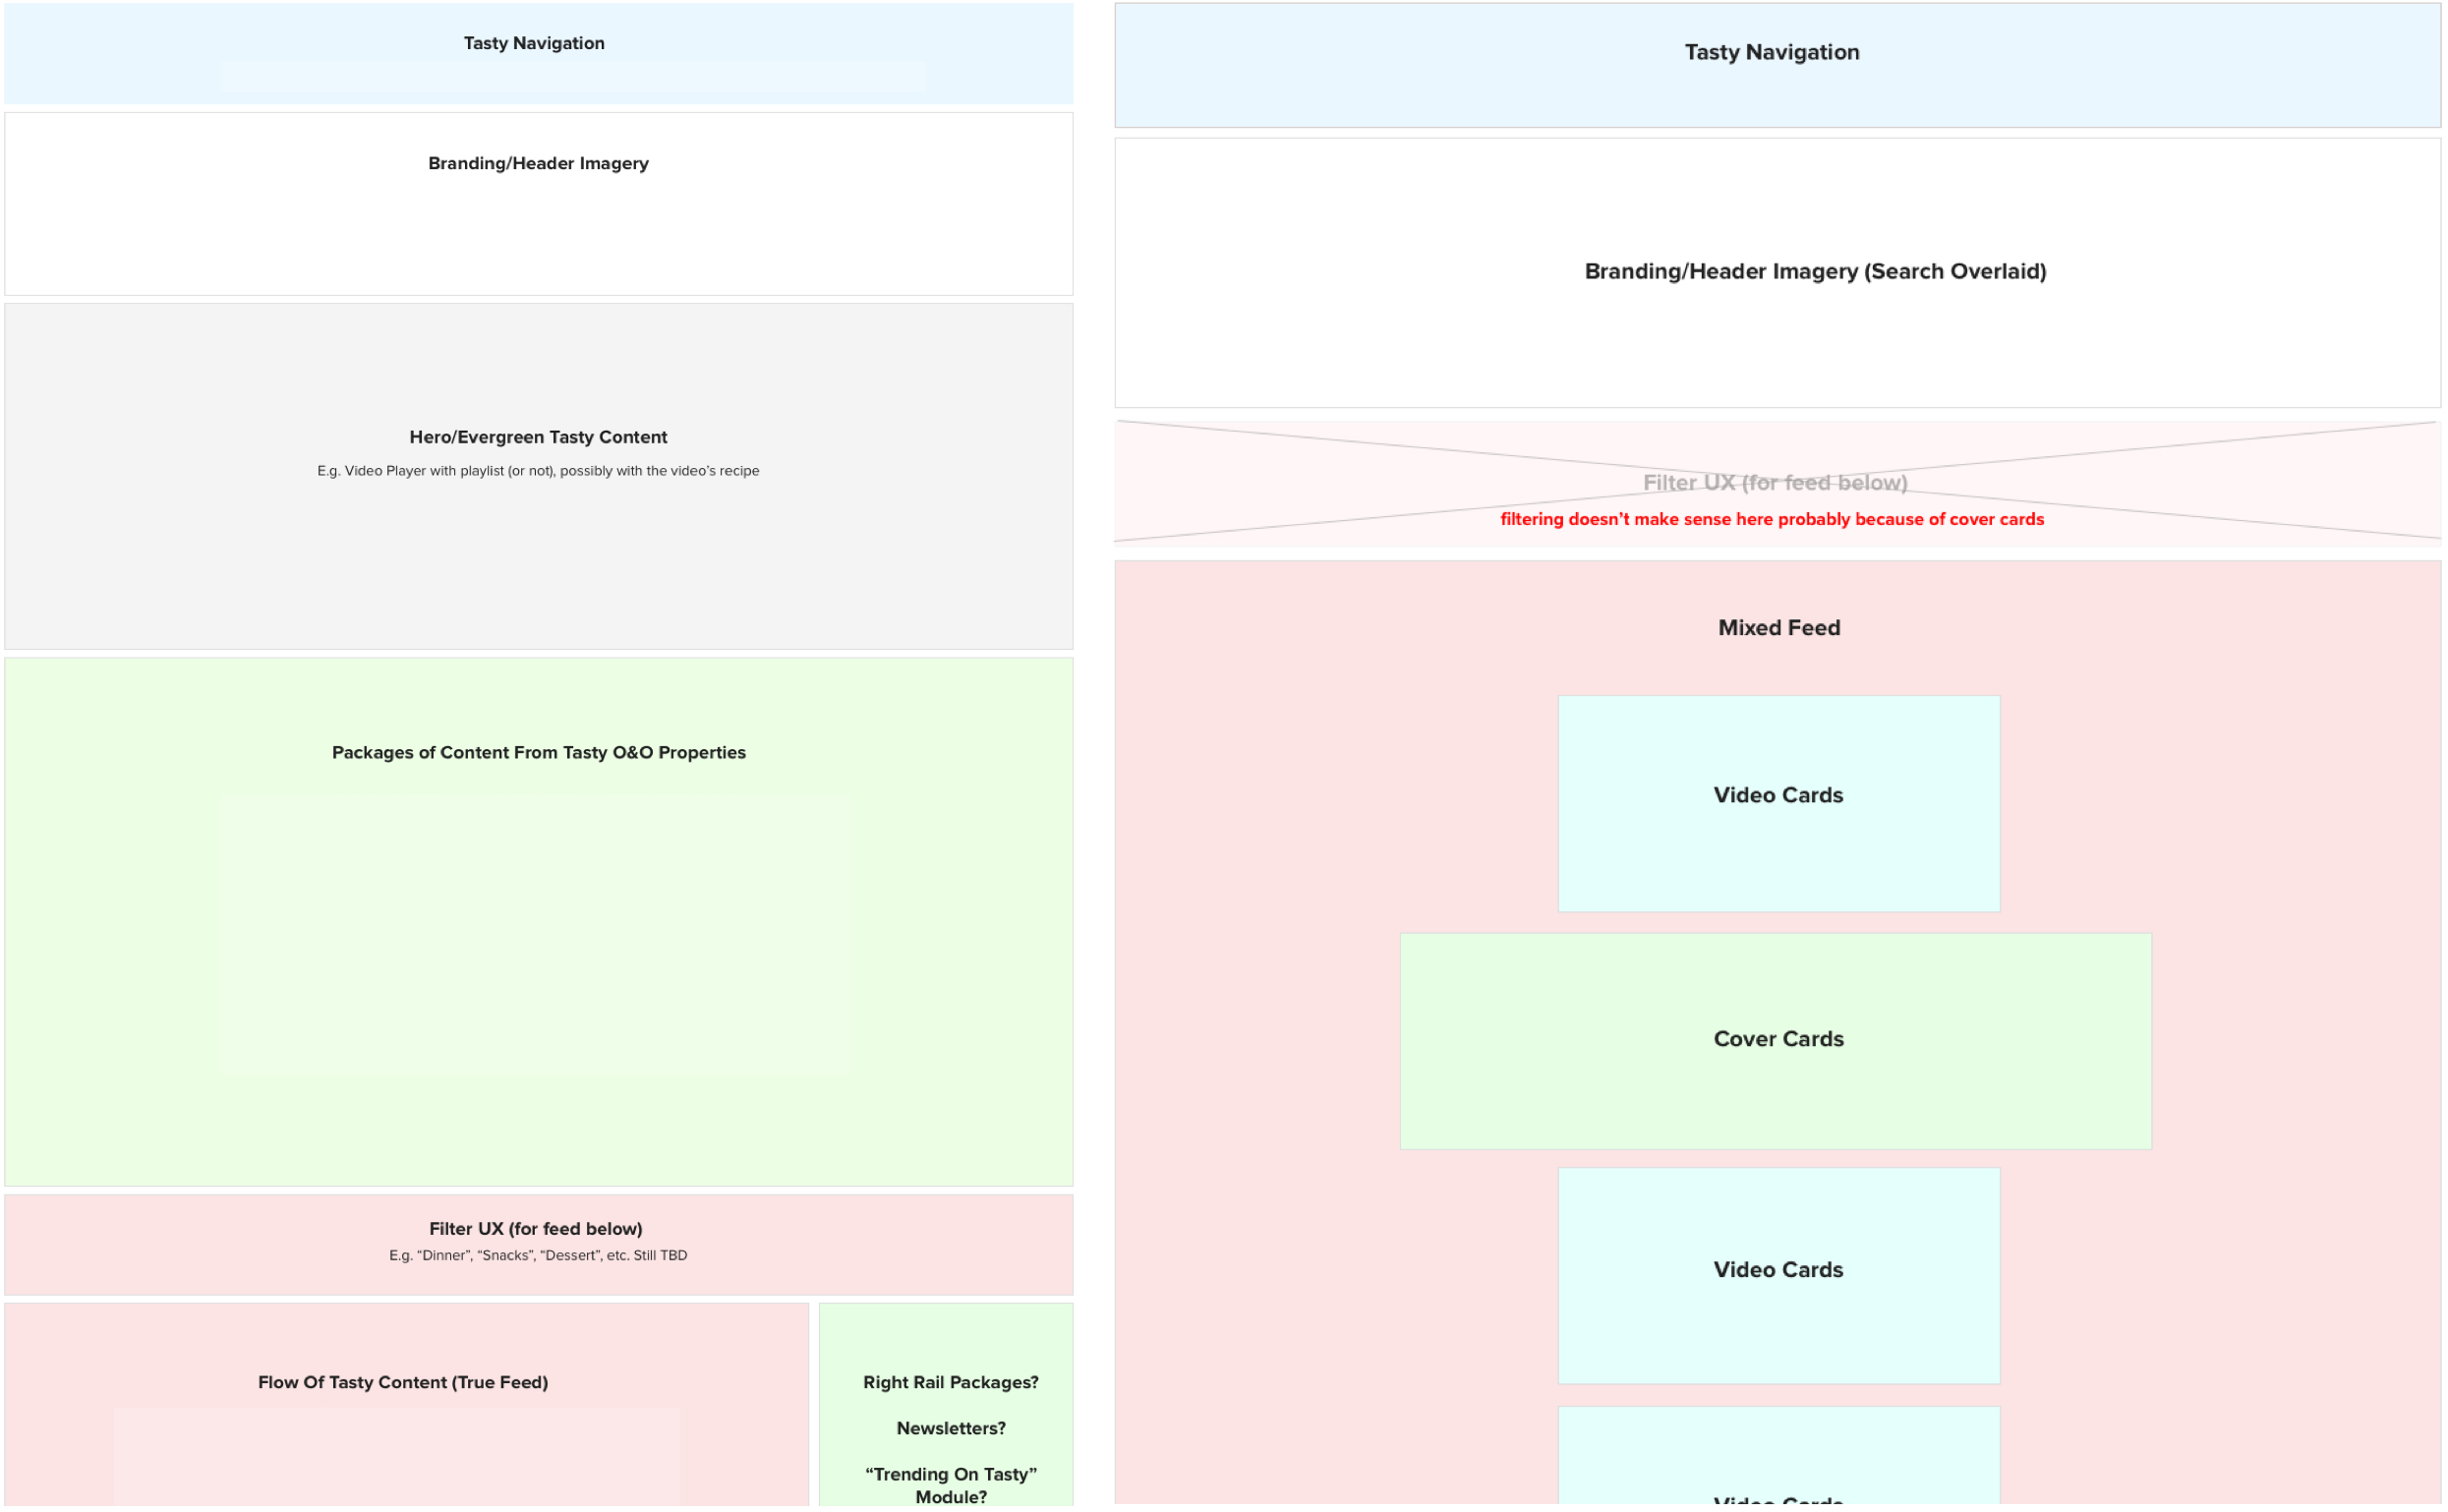 Tasty Navigation
Branding/Header Imagery
Hero/Evergreen Tasty Content
E.g. Video Player with playlist (or not), possibly with the video’s recipe
Packages of Content From Tasty O&O Properties
Filter UX (for feed below)
E.g. “Dinner”, “Snacks”, “Dessert”, etc. Still TBD
Flow Of Tasty Content (True Feed)
Right Rail Packages?
Newsletters?
“Trending On Tasty”
Module?
Tasty Navigation
Branding/Header Imagery (Search Overlaid)
Filter UX (for feed below)
filtering doesn’t make sense here probably because of cover cards
Mixed Feed
Video Cards
Cover Cards
Video Cards
Video Cards